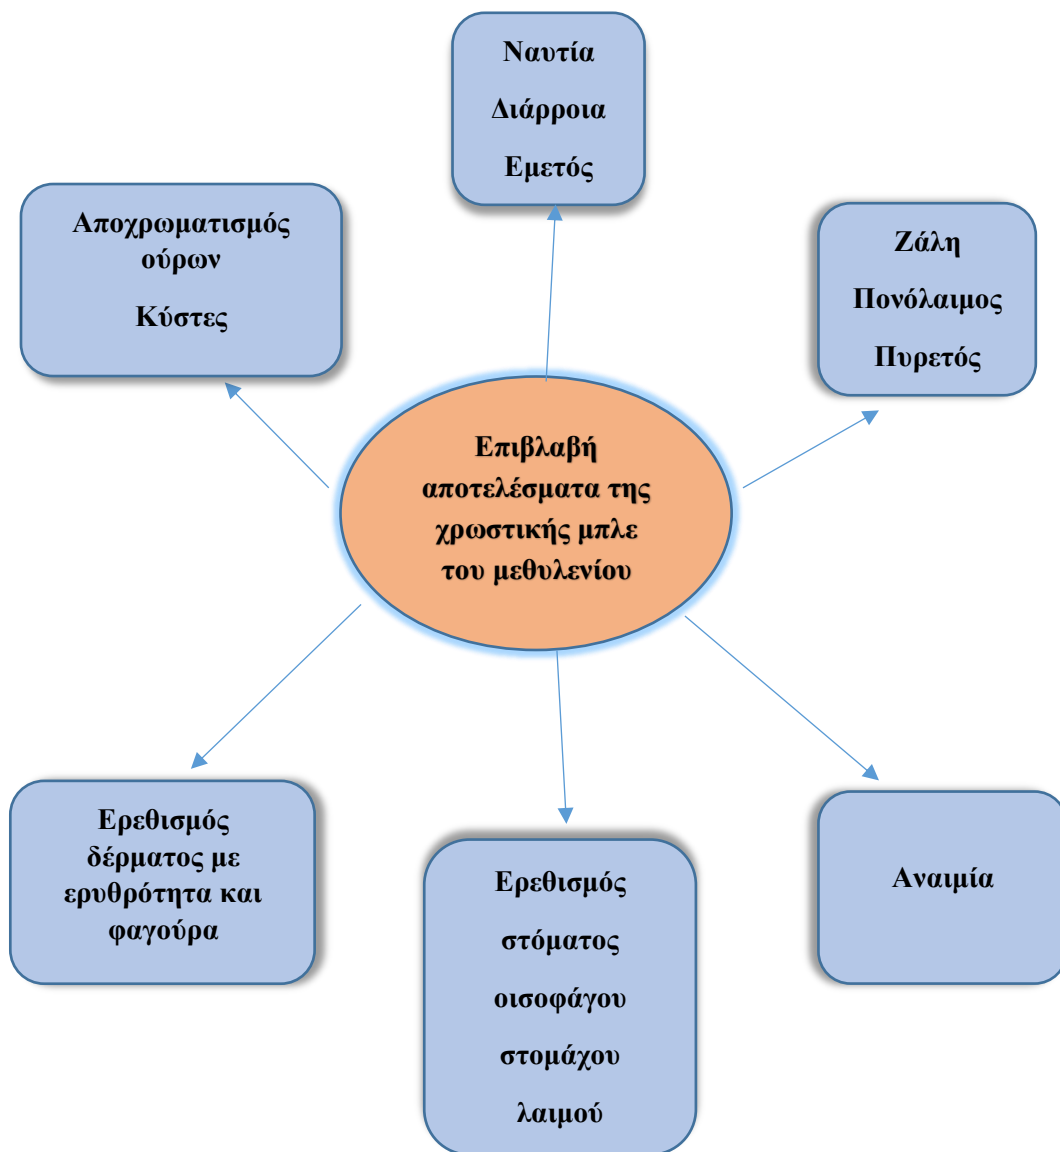 Ναυτία
Διάρροια
Εμετός
Αποχρωματισμός
ούρων
Κύστες
Ζάλη
Πονόλαιμος
Πυρετός
Επιβλαβή
αποτελέσματα της
χρωστικής μπλε
του μεθυλενίου
Ερεθισμός
δέρματος με
ερυθρότητα και
φαγούρα
Ερεθισμός
στόματος
οισοφάγου
στομάχου
λαιμού
Αναιμία